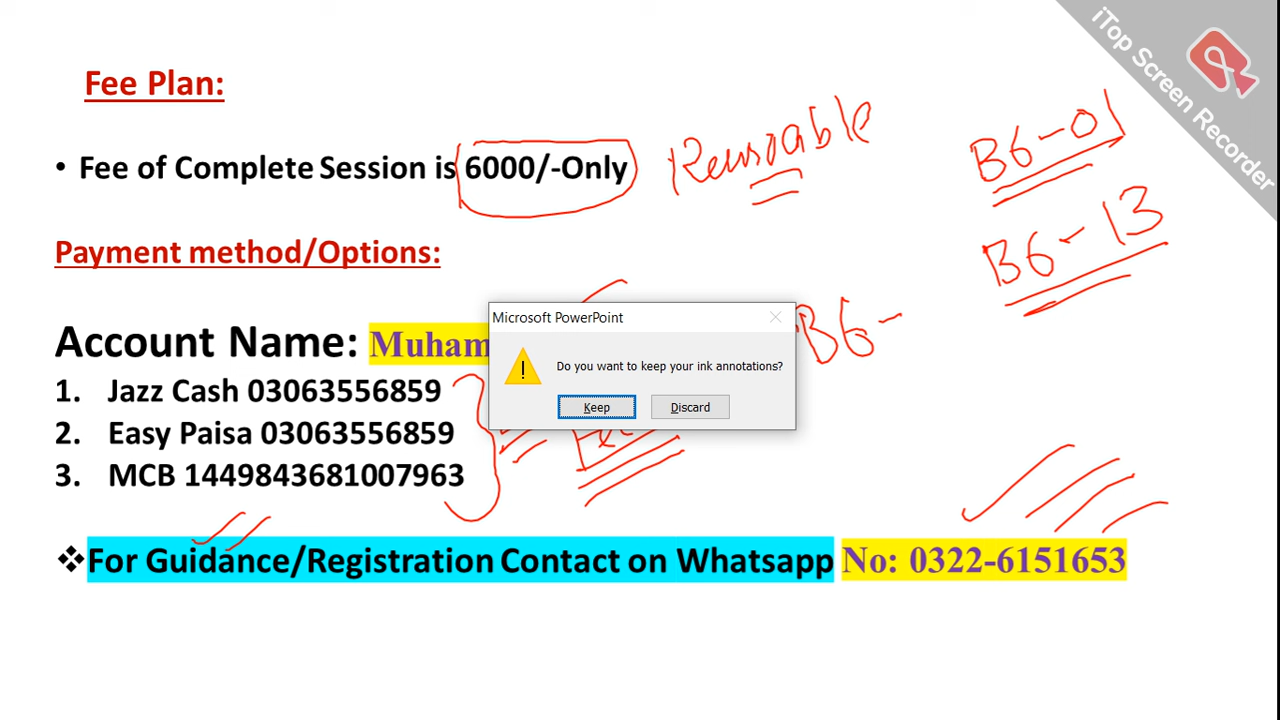 iTop Screen Recorder
Fee Plan:
• Fee of Complete Session is 6000/-Only
Reusoable
B6-01
B6-13
Payment method/Options:
B6-
Microsoft PowerPoint
Do you want to keep your ink annotations?
Keep
Discard
Account Name: Muham
1. Jazz Cash 03063556859
2. Easy Paisa 03063556859
3. MCB 1449843681007963
❖For Guidance/Registration Contact on Whatsapp No: 0322-6151653